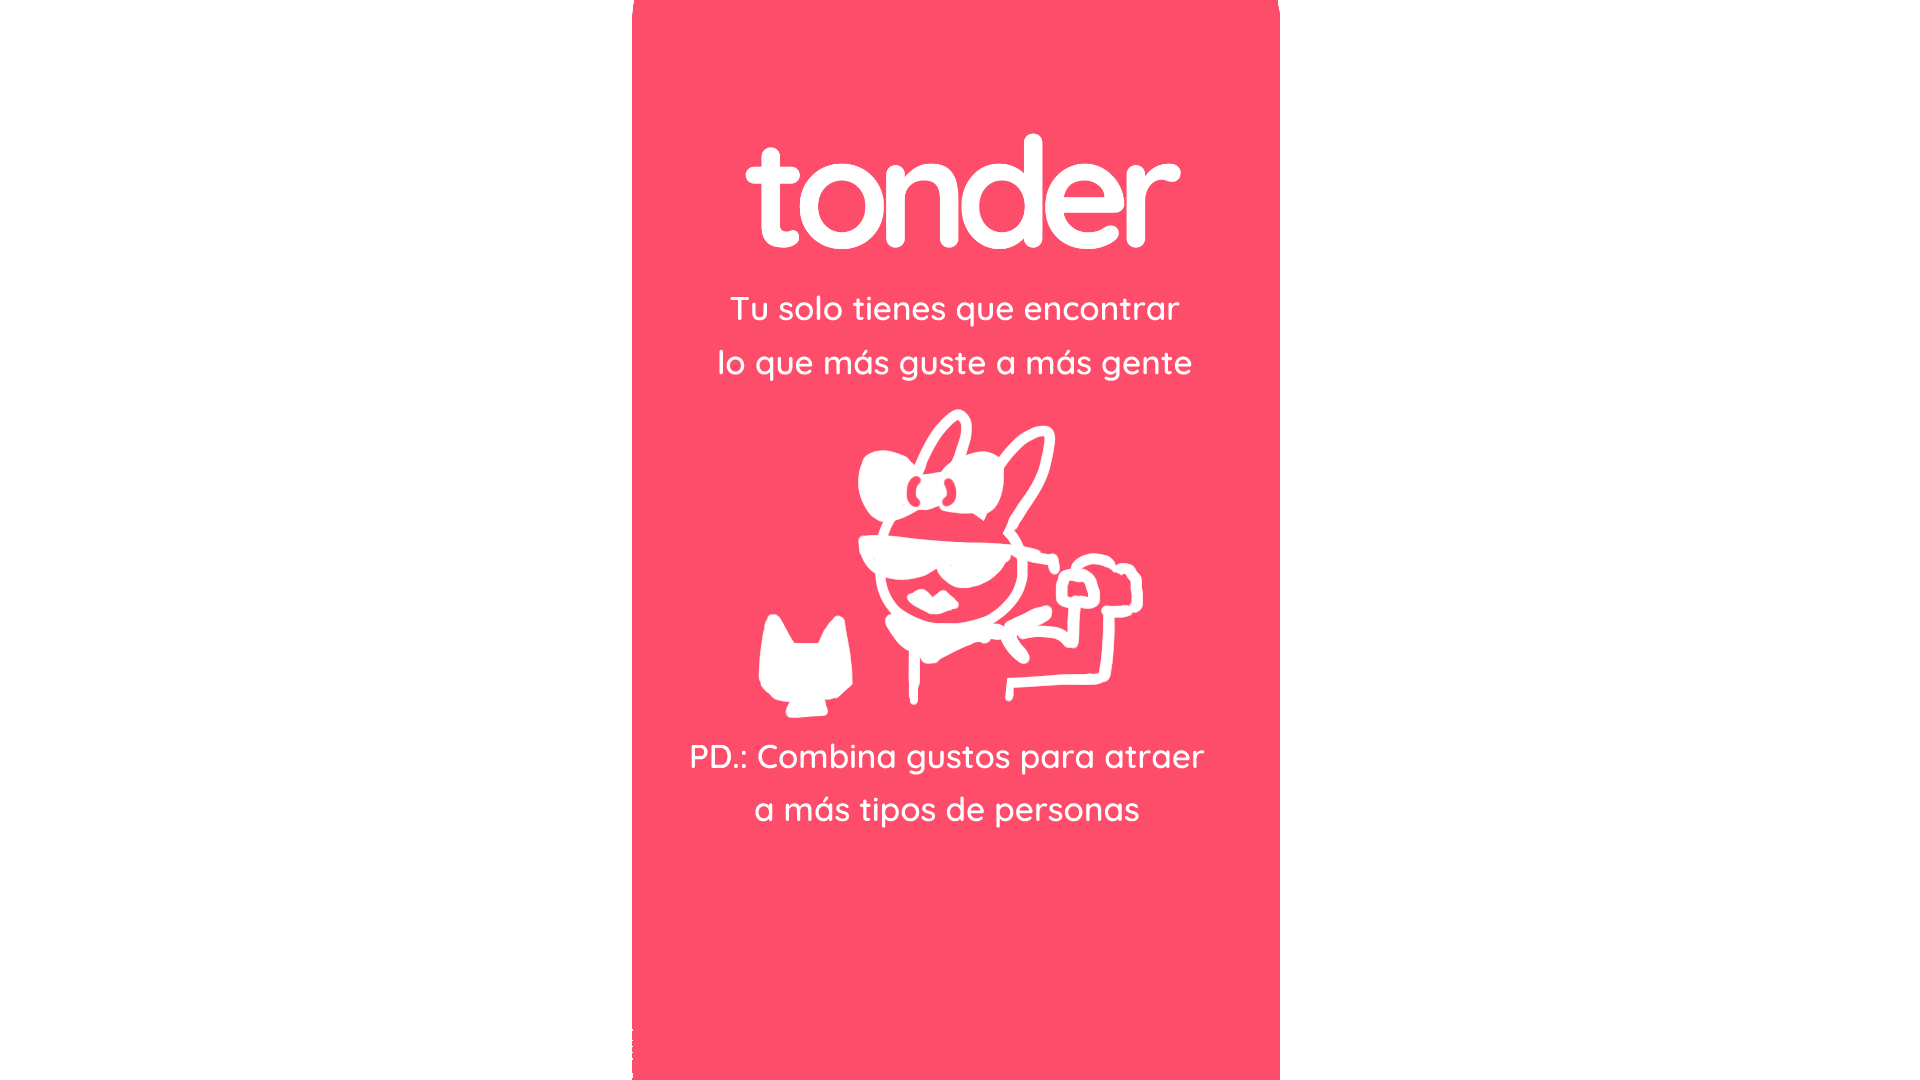 tonder
Tu solo tienes que encontrar
lo que más guste a más gente
PD.: Combina gustos para atraer
a más tipos de personas